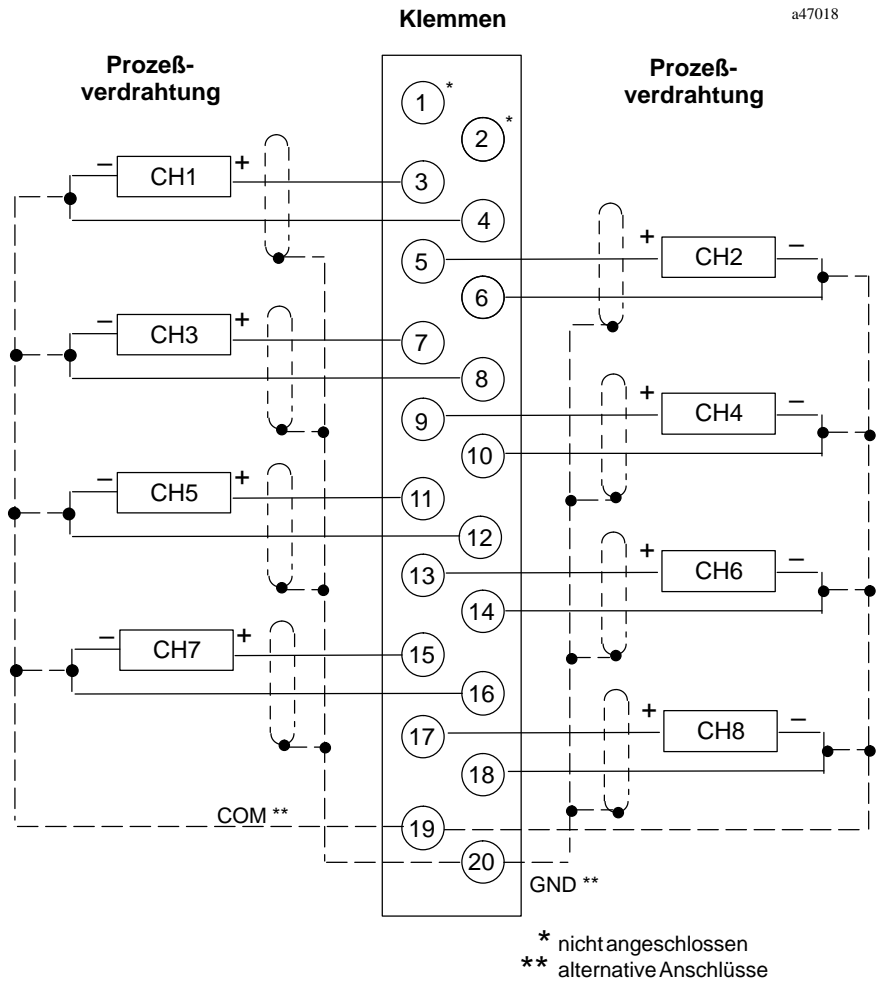 a47018
Klemmen
Prozeß-
verdrahtung
Prozeß-
verdrahtung
1 *
2 *
– CH1 +
3
4
5
+ CH2 –
6
– CH3 +
7
8
9
+ CH4 –
10
– CH5 +
11
12
13
+ CH6 –
14
– CH7 +
15
16
17
+ CH8 –
18
COM **
19
20
GND **
* nicht angeschlossen
** alternative Anschlüsse